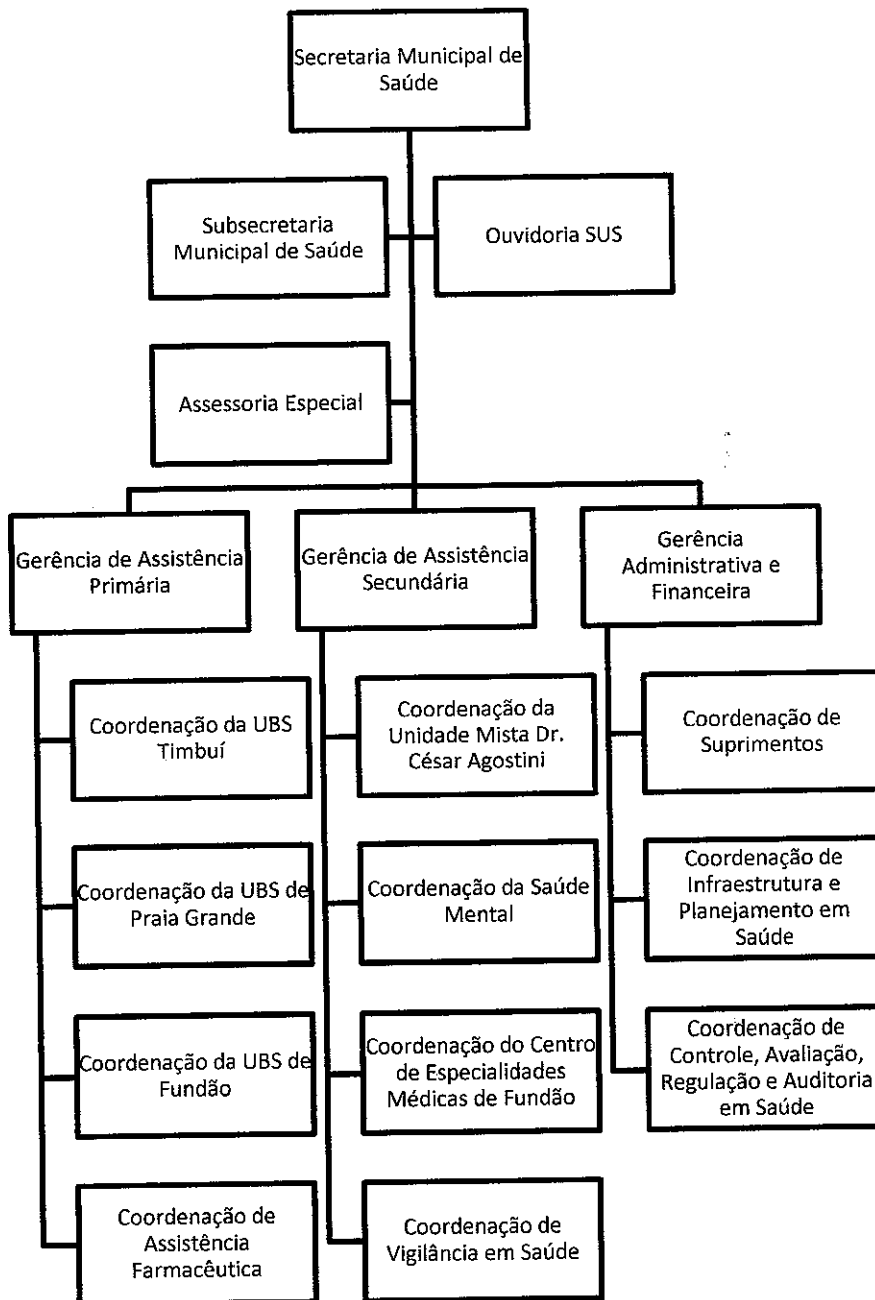 Secretaria Municipal de
Saúde
Subsecretaria
Municipal de Saúde
Ouvidoria SUS
Assessoria Especial
Gerência de Assistência
Primária
Gerência de Assistência
Secundária
Gerência
Administrativa e
Financeira
Coordenação da UBS
Timbuí
Coordenação da UBS de
Praia Grande
Coordenação da UBS de
Fundão
Coordenação de
Assistência
Farmacêutica
Coordenação da
Unidade Mista Dr.
César Agostini
Coordenação da Saúde
Mental
Coordenação do Centro
de Especialidades
Médicas de Fundão
Coordenação de
Vigilância em Saúde
Coordenação de
Suprimentos
Coordenação de
Infraestrutura e
Planejamento em
Saúde
Coordenação de
Controle, Avaliação,
Regulação e Auditoria
em Saúde